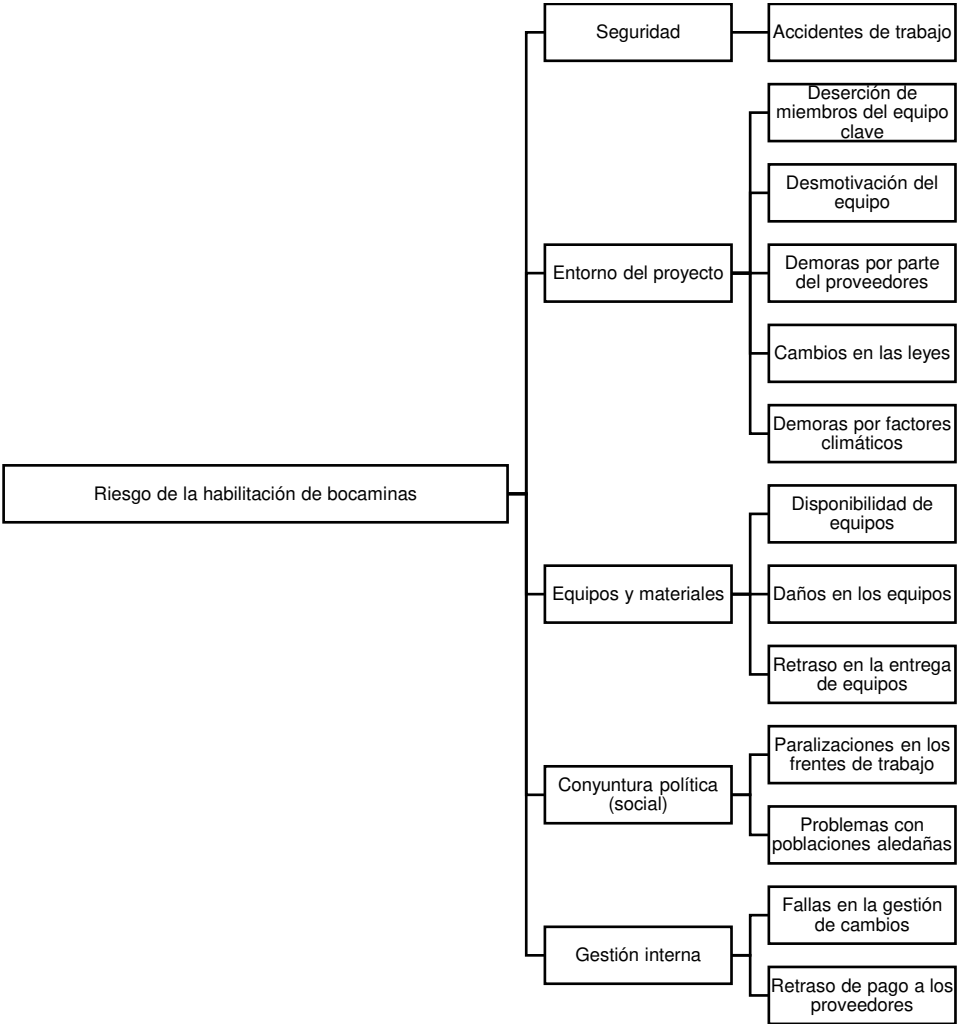 Seguridad
Accidentes de trabajo
Deserción de
miembros del equipo
clave
Desmotivación del
equipo
Entorno del proyecto
Demoras por parte
del proveedores
Cambios en las leyes
Demoras por factores
climáticos
Riesgo de la habilitación de bocaminas
Disponibilidad de
equipos
Equipos y materiales
Daños en los equipos
Retraso en la entrega
de equipos
Paralizaciones en los
frentes de trabajo
Conyuntura política
(social)
Problemas con
poblaciones aledañas
Fallas en la gestión
de cambios
Gestión interna
Retraso de pago a los
proveedores